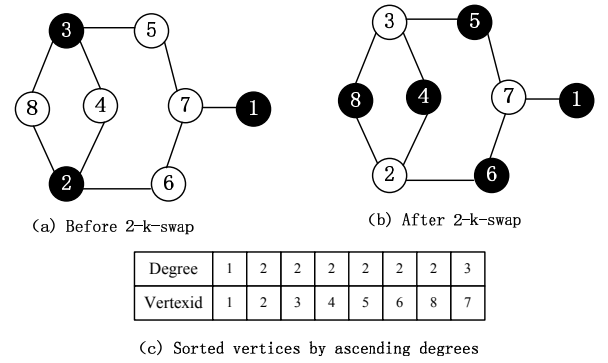 3 5
8 4 7 1
2 6
(a) Before 2-k-swap
3 5
8 4 7 1
2 6
(b) After 2-k-swap
Degree 1 2 2 2 2 2 2 3
Vertexid 1 2 3 4 5 6 8 7
(c) Sorted vertices by ascending degrees